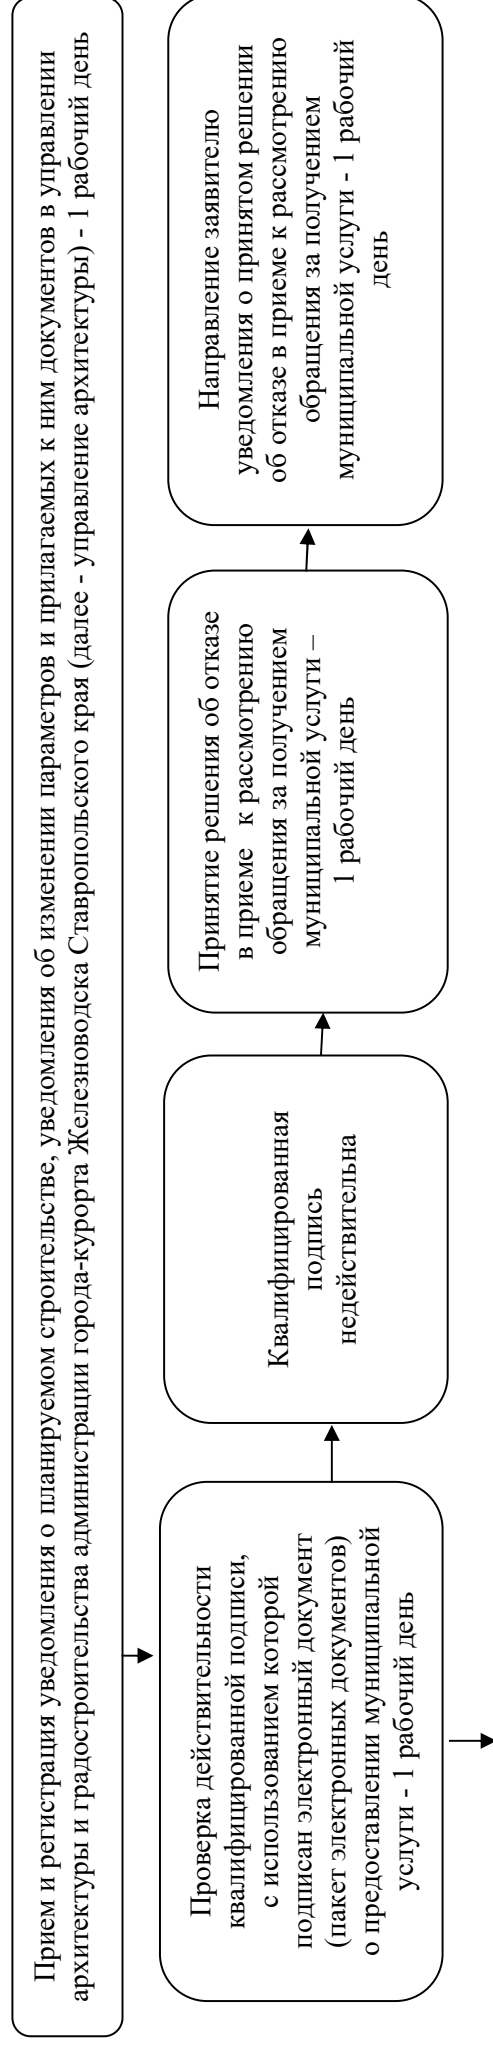 Прием и регистрация уведомления о планируемом строительстве, уведомления об изменении параметров и прилагаемых к ним документов в управлении
архитектуры и градостроительства администрации города-курорта Железноводска Ставропольского края (далее - управление архитектуры) - 1 рабочий день
Проверка действительности
квалифицированной подписи,
с использованием которой
подписан электронный документ
(пакет электронных документов)
о предоставлении муниципальной
услуги - 1 рабочий день
Квалифицированная
подпись
недействительна
Принятие решения об отказе
в приеме к рассмотрению
обращения за получением
муниципальной услуги –
1 рабочий день
Направление заявителю
уведомления о принятом решении
об отказе в приеме к рассмотрению
обращения за получением
муниципальной услуги - 1 рабочий
день